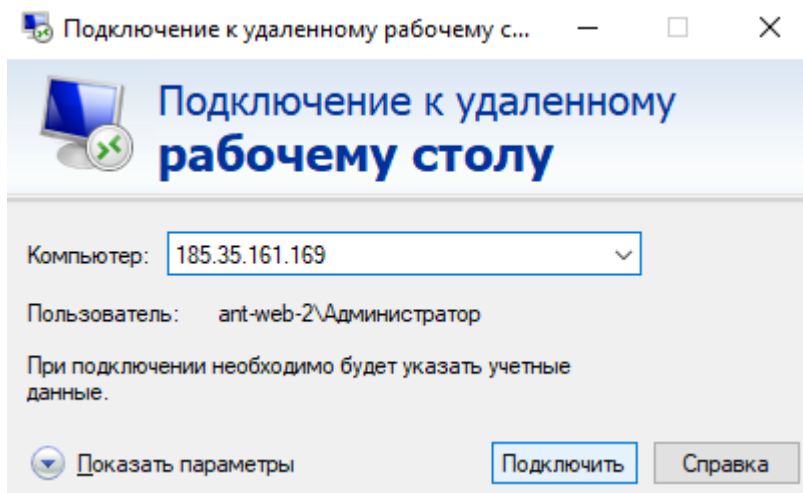 Подключение к удаленному рабочему с...
Подключение к удаленному
рабочему столу
Компьютер: 185.35.161.169
Пользователь: ant-web-2\Администратор
При подключении необходимо будет указать учетные
данные.
Показать параметры Подключить Справка